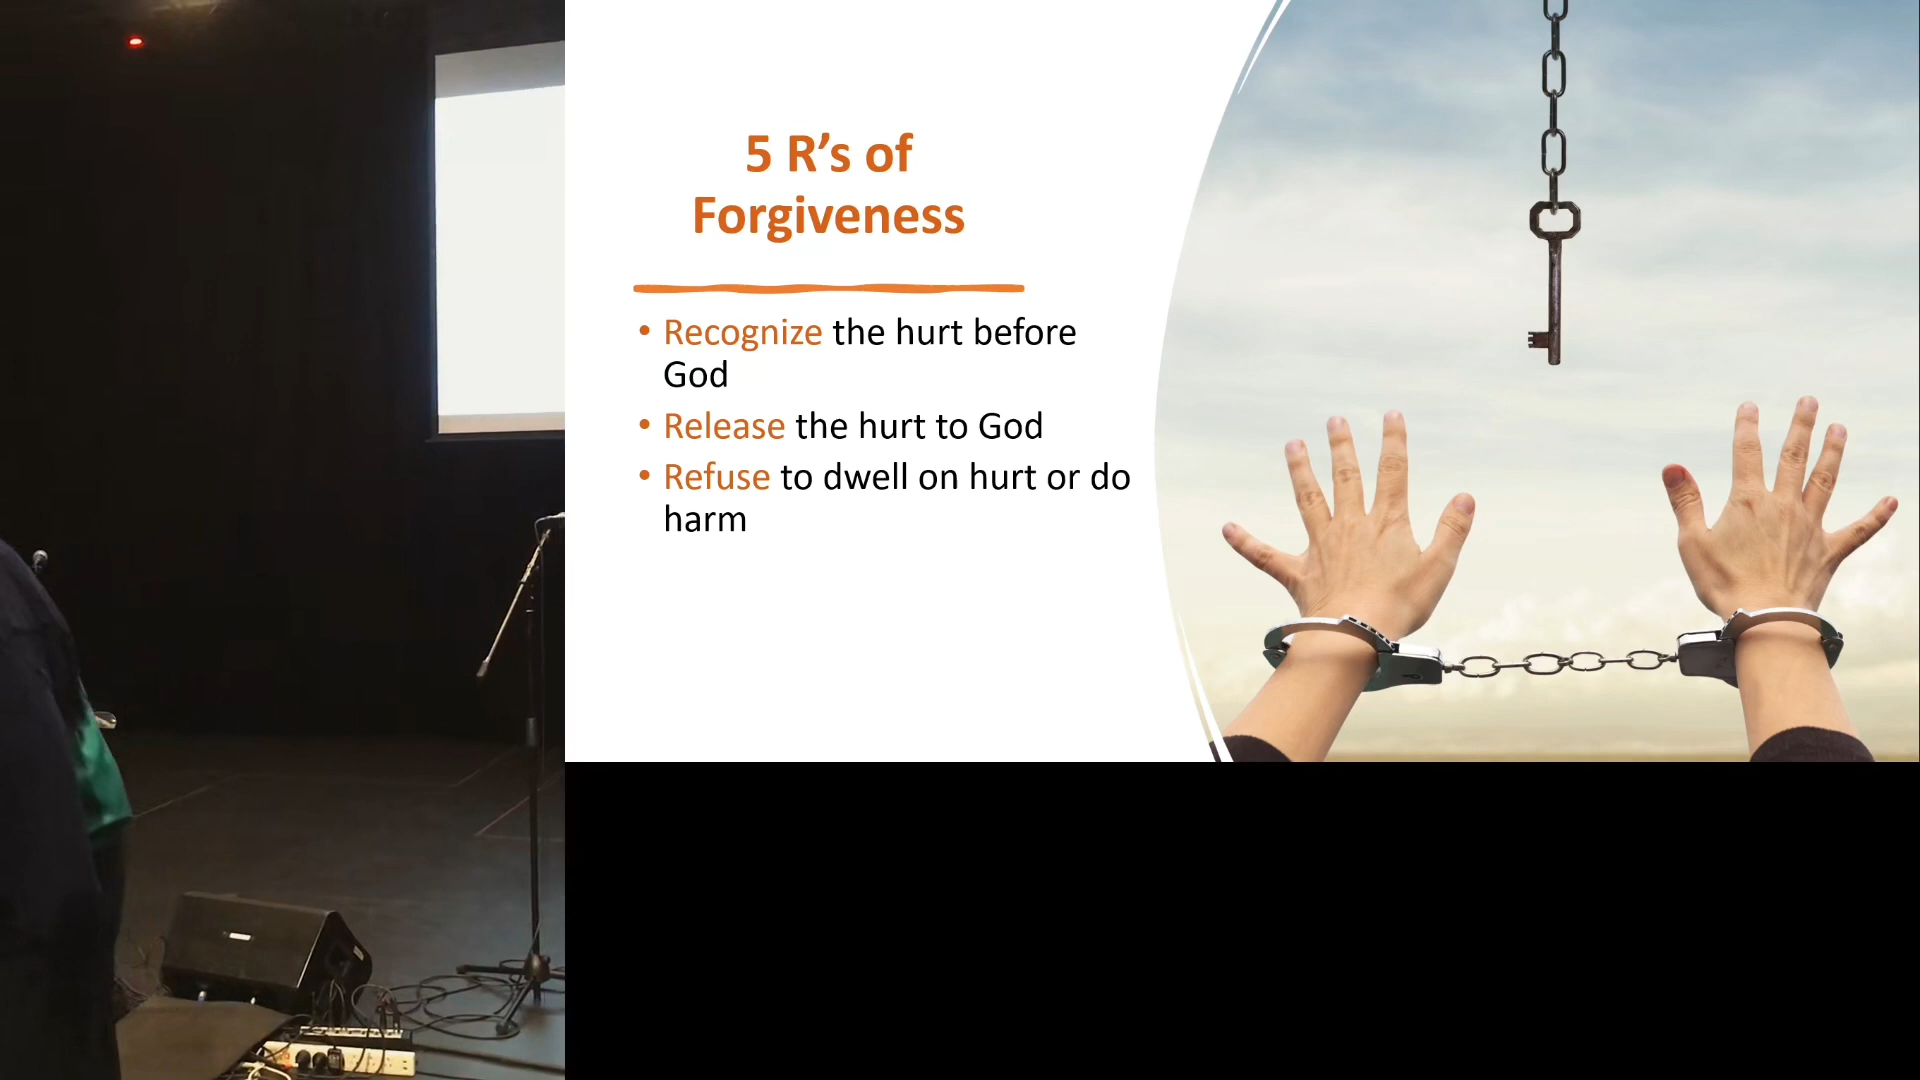 5 R’s of
Forgiveness
• Recognize the hurt before
God
• Release the hurt to God
• Refuse to dwell on hurt or do
harm